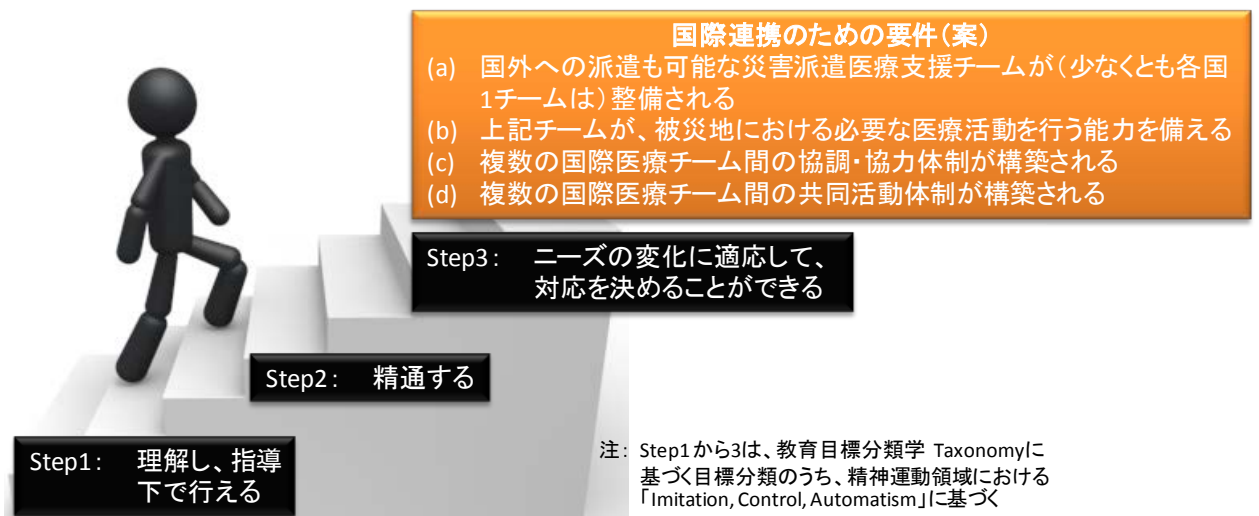 国際連携のための要件(案)
(a) 国外への派遣も可能な災害派遣医療支援チームが(少なくとも各国
1チームは)整備される
(b) 上記チームが、被災地における必要な医療活動を行う能力を備える
(c) 複数の国際医療チーム間の協調・協力体制が構築される
(d) 複数の国際医療チーム間の共同活動体制が構築される
Step3: ニーズの変化に適応して、
対応を決めることができる
Step2: 精通する
Step1: 理解し、指導
下で行える
注: Step1から3は、教育目標分類学 Taxonomyに
基づく目標分類のうち、精神運動領域における
「Imitation, Control, Automatism」に基づく